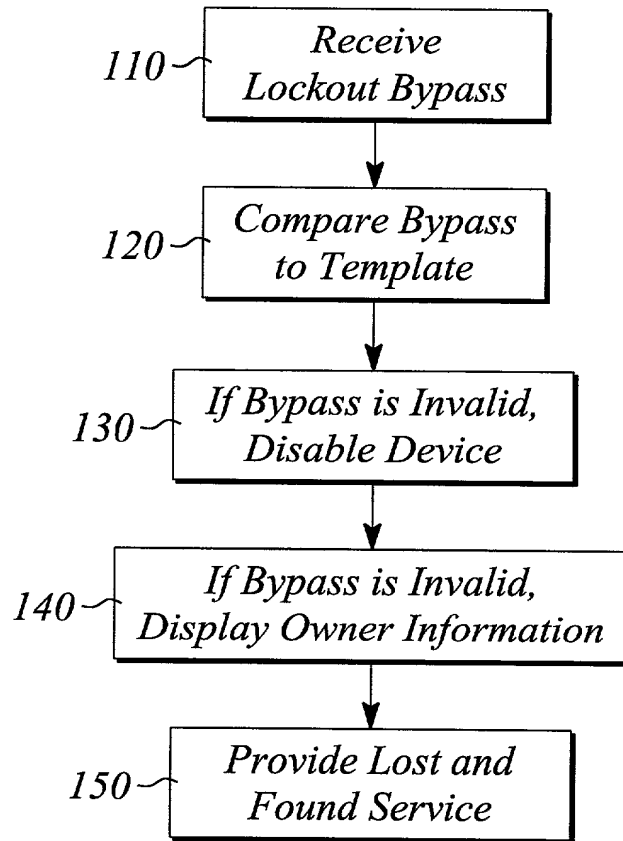 110
Receive
Lockout Bypass
120
Compare Bypass
to Template
130
If Bypass is Invalid,
Disable Device
140
If Bypass is Invalid,
Display Owner Information
150
Provide Lost and
Found Service